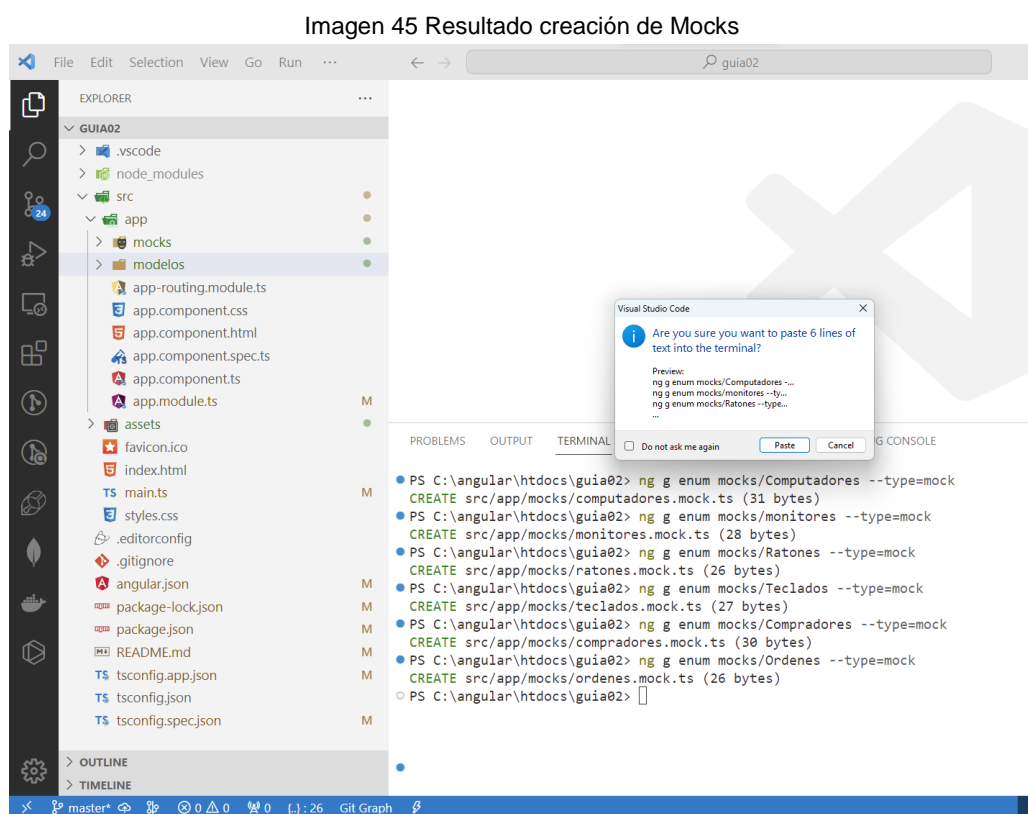 Imagen 45 Resultado creación de Mocks
File Edit Selection View Go Run ···
guia02
EXPLORER ···
GUIA02
.vscode
node_modules
src
app
mocks
modelos
app-routing.module.ts
app.component.css
app.component.html
app.component.spec.ts
app.component.ts
app.module.ts M
assets
favicon.ico
index.html
TS main.ts M
styles.css
.editorconfig
.gitignore
angular.json M
package-lock.json M
package.json M
README.md M
tsconfig.app.json M
TS tsconfig.json
TS tsconfig.spec.json M
OUTLINE
TIMELINE
24
Visual Studio Code
Are you sure you want to paste 6 lines of
text into the terminal?
Preview:
ng g enum mocks/Computadores -...
ng g enum mocks/monitores --ty...
ng g enum mocks/Ratones --type...
...
Do not ask me again Paste Cancel
PROBLEMS OUTPUT TERMINAL G CONSOLE
PS C:\angular\htdocs\guia02> ng g enum mocks/Computadores --type=mock
CREATE src/app/mocks/computadores.mock.ts (31 bytes)
PS C:\angular\htdocs\guia02> ng g enum mocks/monitores --type=mock
CREATE src/app/mocks/monitores.mock.ts (28 bytes)
PS C:\angular\htdocs\guia02> ng g enum mocks/Ratones --type=mock
CREATE src/app/mocks/ratones.mock.ts (26 bytes)
PS C:\angular\htdocs\guia02> ng g enum mocks/Teclados --type=mock
CREATE src/app/mocks/teclados.mock.ts (27 bytes)
PS C:\angular\htdocs\guia02> ng g enum mocks/Compradores --type=mock
CREATE src/app/mocks/compradores.mock.ts (30 bytes)
PS C:\angular\htdocs\guia02> ng g enum mocks/Ordenes --type=mock
CREATE src/app/mocks/ordenes.mock.ts (26 bytes)
PS C:\angular\htdocs\guia02>
master* 0 0 0 {..} : 26 Git Graph